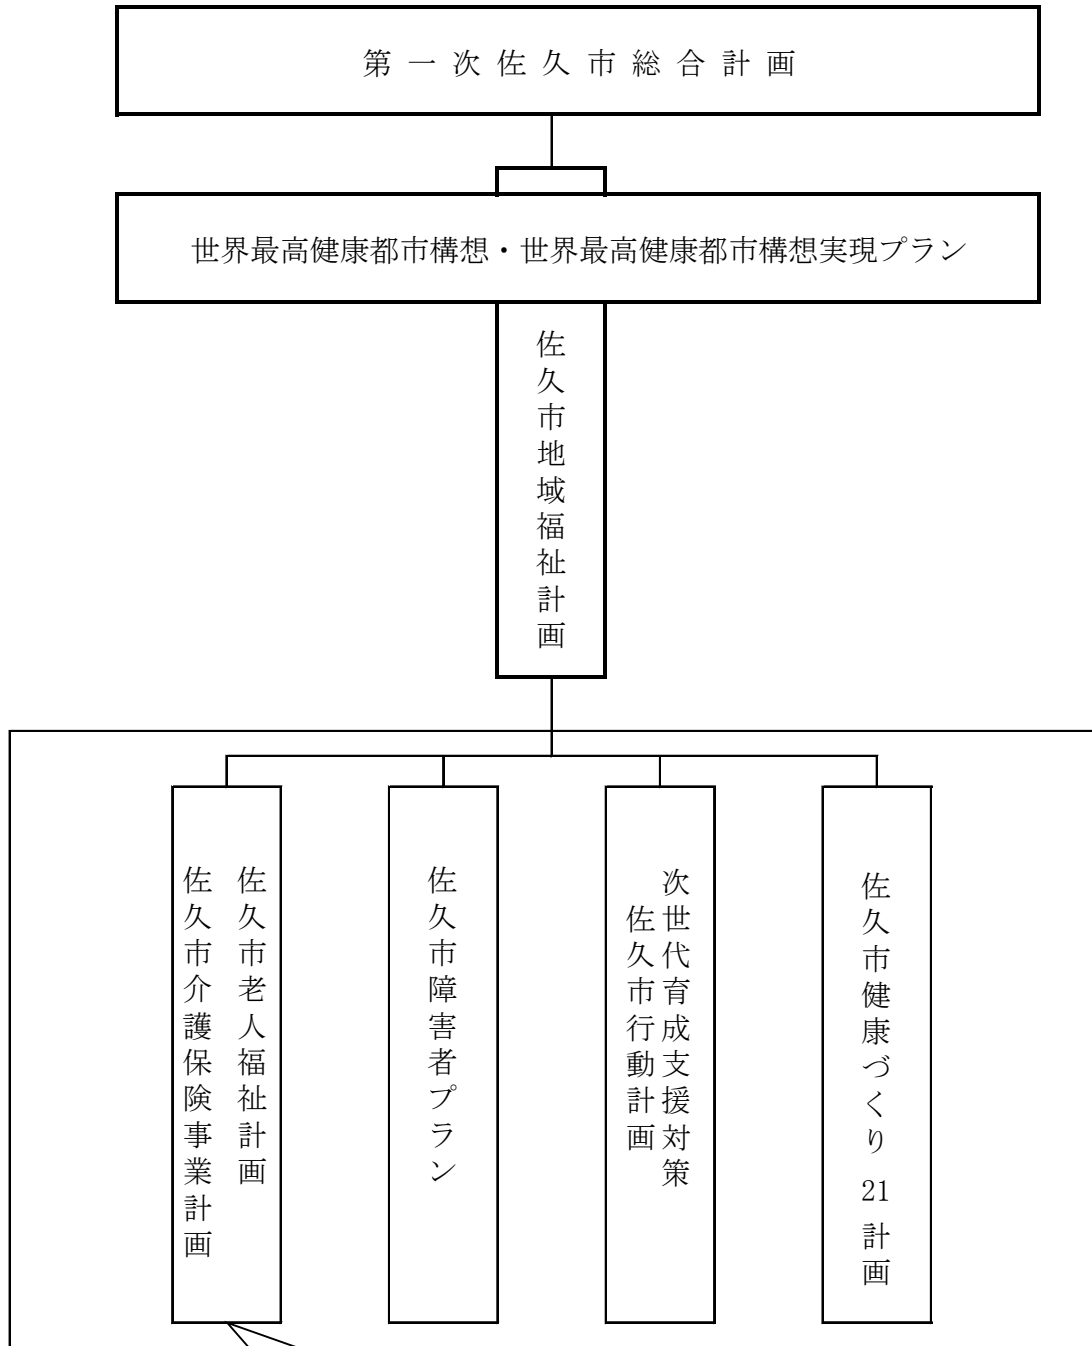 第一次佐久市総合計画
世界最高健康都市構想・世界最高健康都市構想実現プラン
佐久市地域福祉計画
佐久市老人福祉計画
佐久市介護保険事業計画
佐久市障害者プラン
次世代育成支援対策
佐久市行動計画
佐久市健康づくり21計画